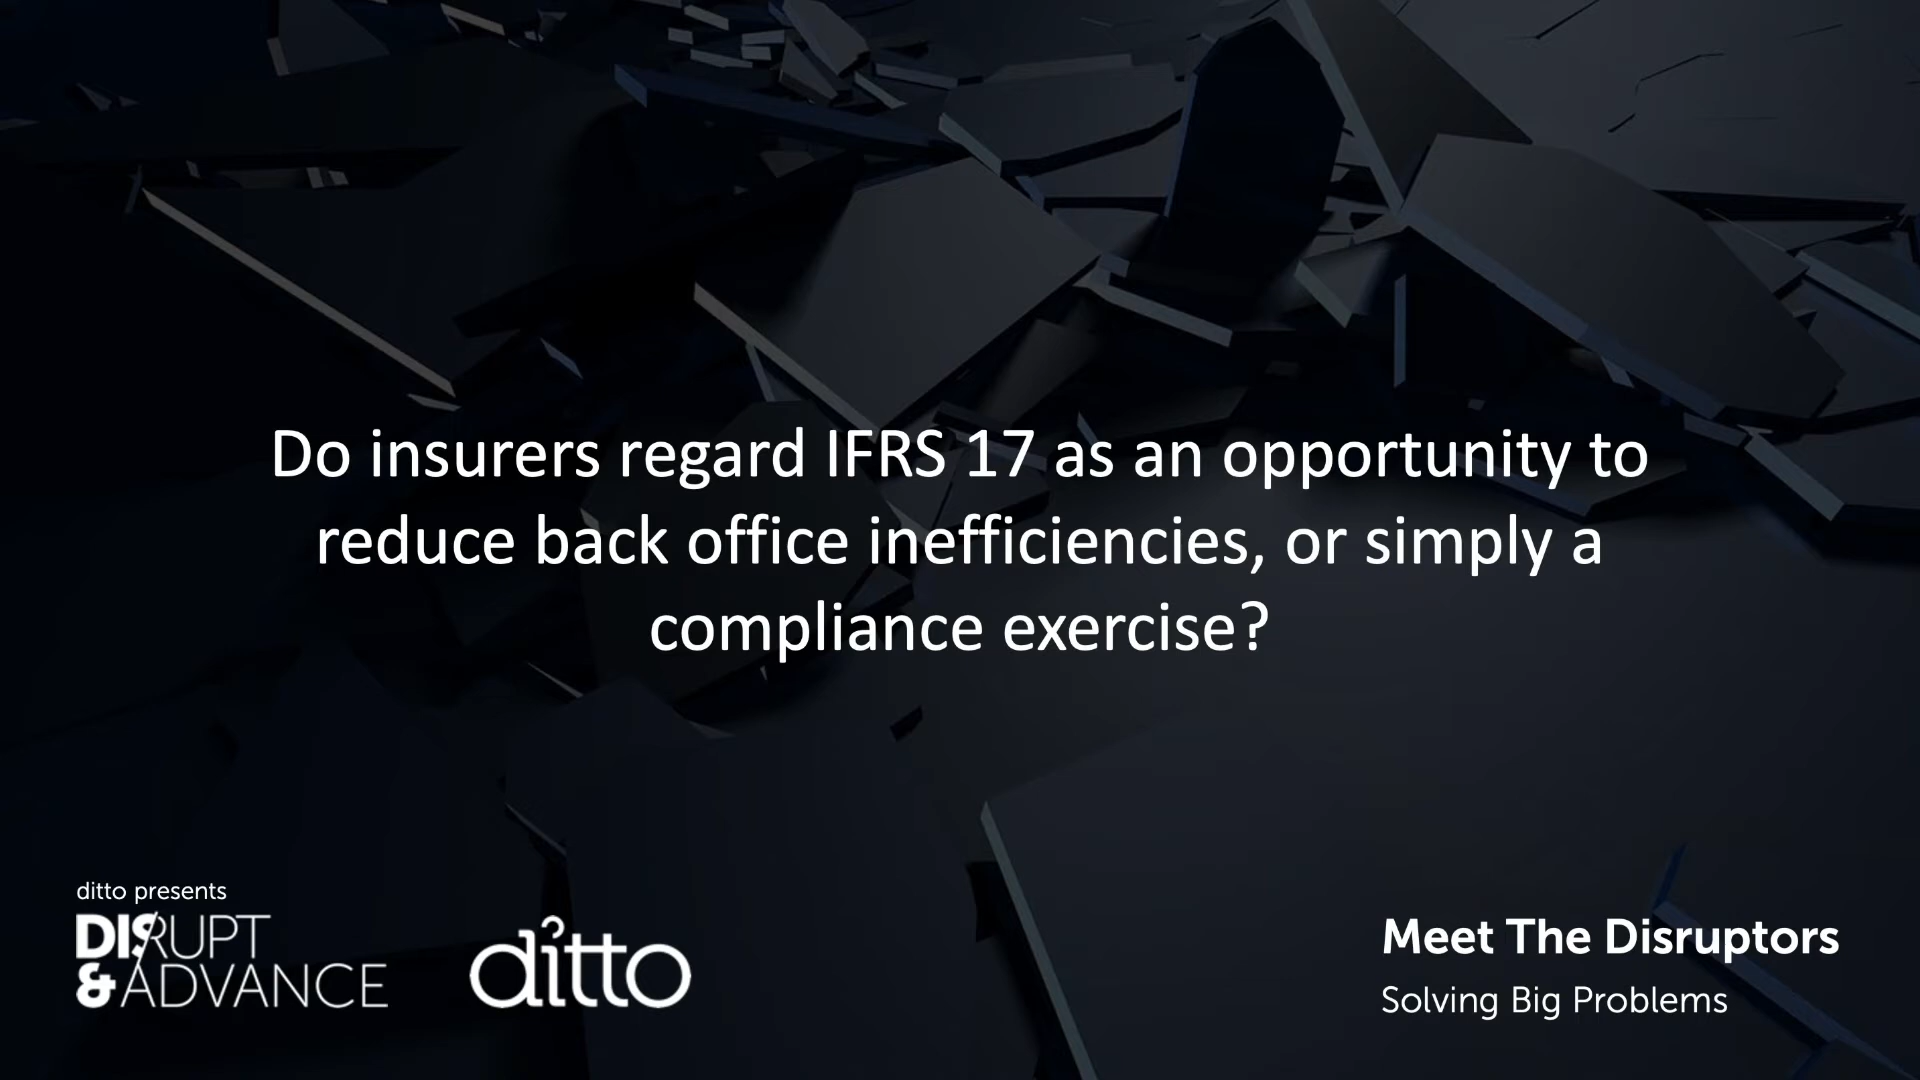 Do insurers regard IFRS 17 as an opportunity to
reduce back office inefficiencies, or simply a
compliance exercise?
ditto presents
DISRUPT
&ADVANCE
ditto
Meet The Disruptors
Solving Big Problems